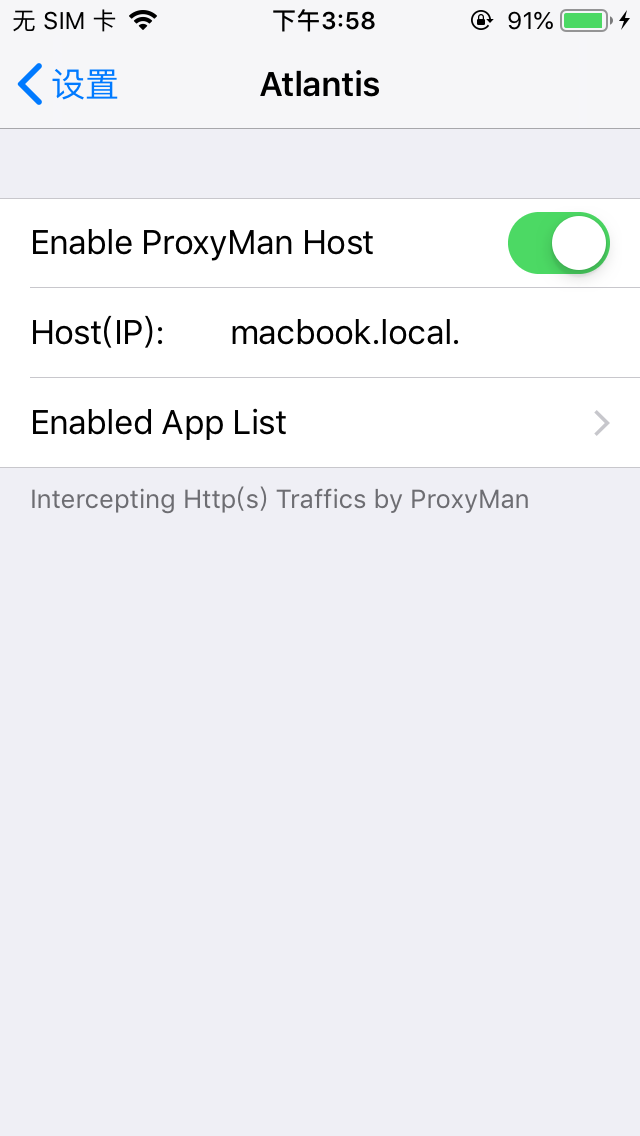 无 SIM 卡 下午3:58 91%
设置 Atlantis
Enable ProxyMan Host
Host(IP): macbook.local.
Enabled App List
Intercepting Http(s) Traffics by ProxyMan